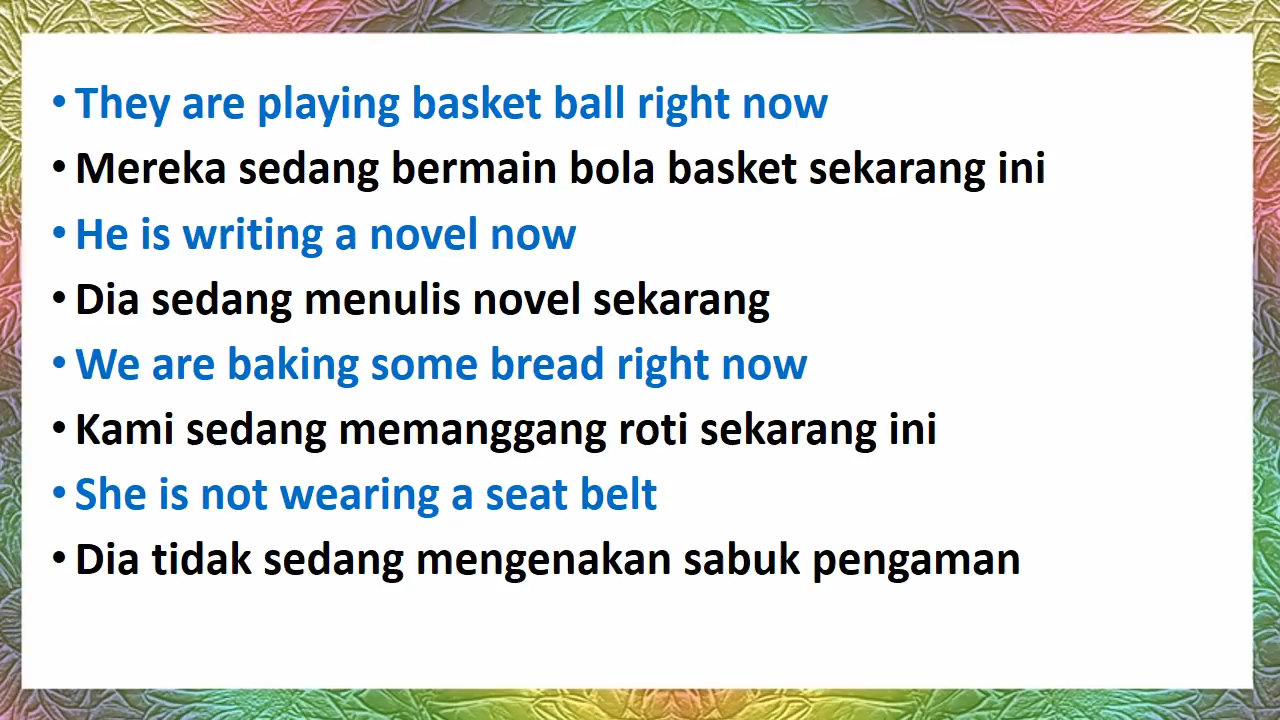 • They are playing basket ball right now
• Mereka sedang bermain bola basket sekarang ini
• He is writing a novel now
• Dia sedang menulis novel sekarang
• We are baking some bread right now
• Kami sedang memanggang roti sekarang ini
• She is not wearing a seat belt
• Dia tidak sedang mengenakan sabuk pengaman